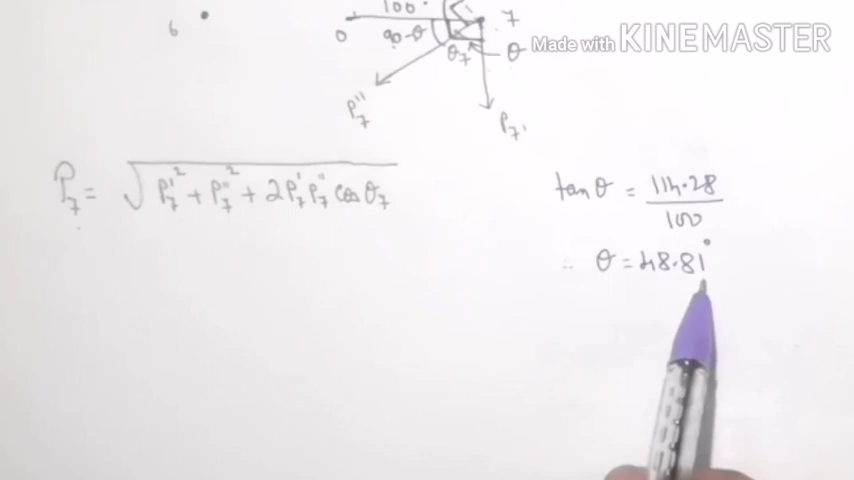 100
7
6
0
90-θ
θ7
θ
Made with KINEMASTER
P7''
P7'
P7 = √P7'² + P7''² + 2P7'P7'' cos θ7
tan θ = 114.28 / 100
∴ θ = 48.81°